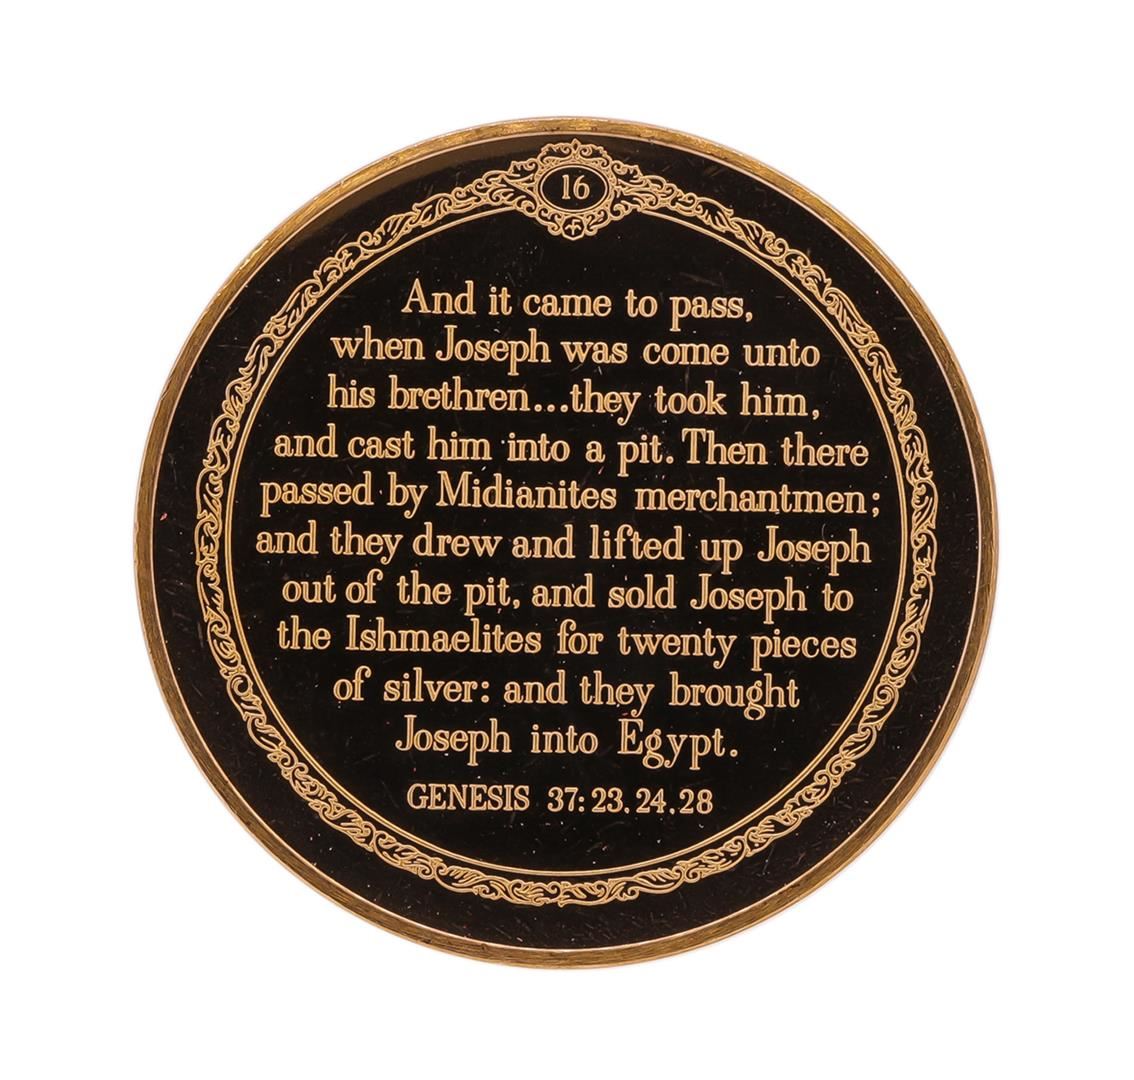 16
And it came to pass,
when Joseph was come unto
his brethren...they took him,
and cast him into a pit. Then there
passed by Midianites merchantmen;
and they drew and lifted up Joseph
out of the pit, and sold Joseph to
the Ishmaelites for twenty pieces
of silver: and they brought
Joseph into Egypt.
GENESIS 37: 23, 24, 28